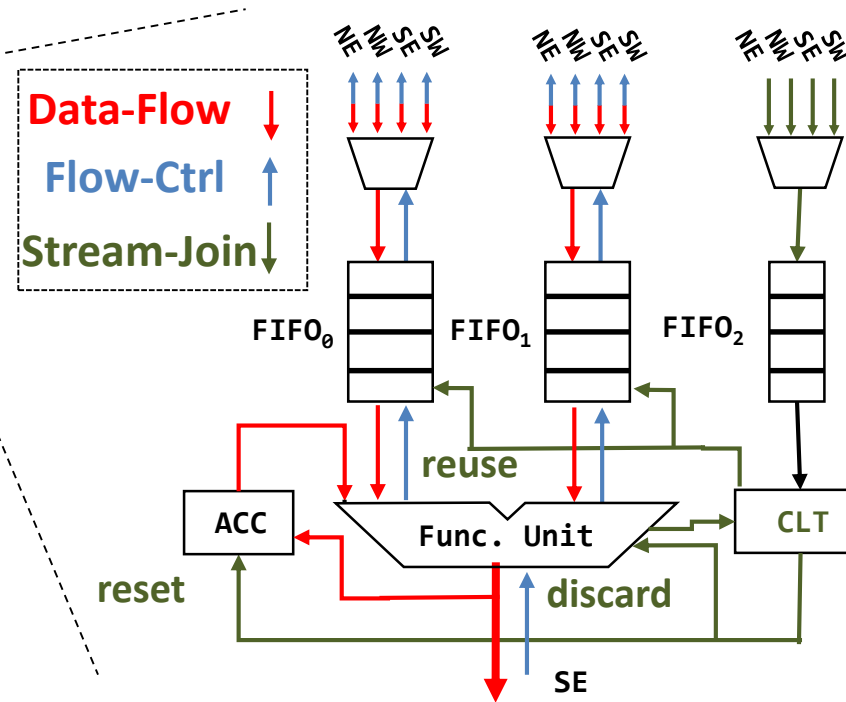 NE NW SE SW
NE NW SE SW
NE NW SE SW
Data-Flow
Flow-Ctrl
Stream-Join
FIFO₀
FIFO₁
FIFO₂
reuse
ACC
Func. Unit
CLT
reset
discard
SE